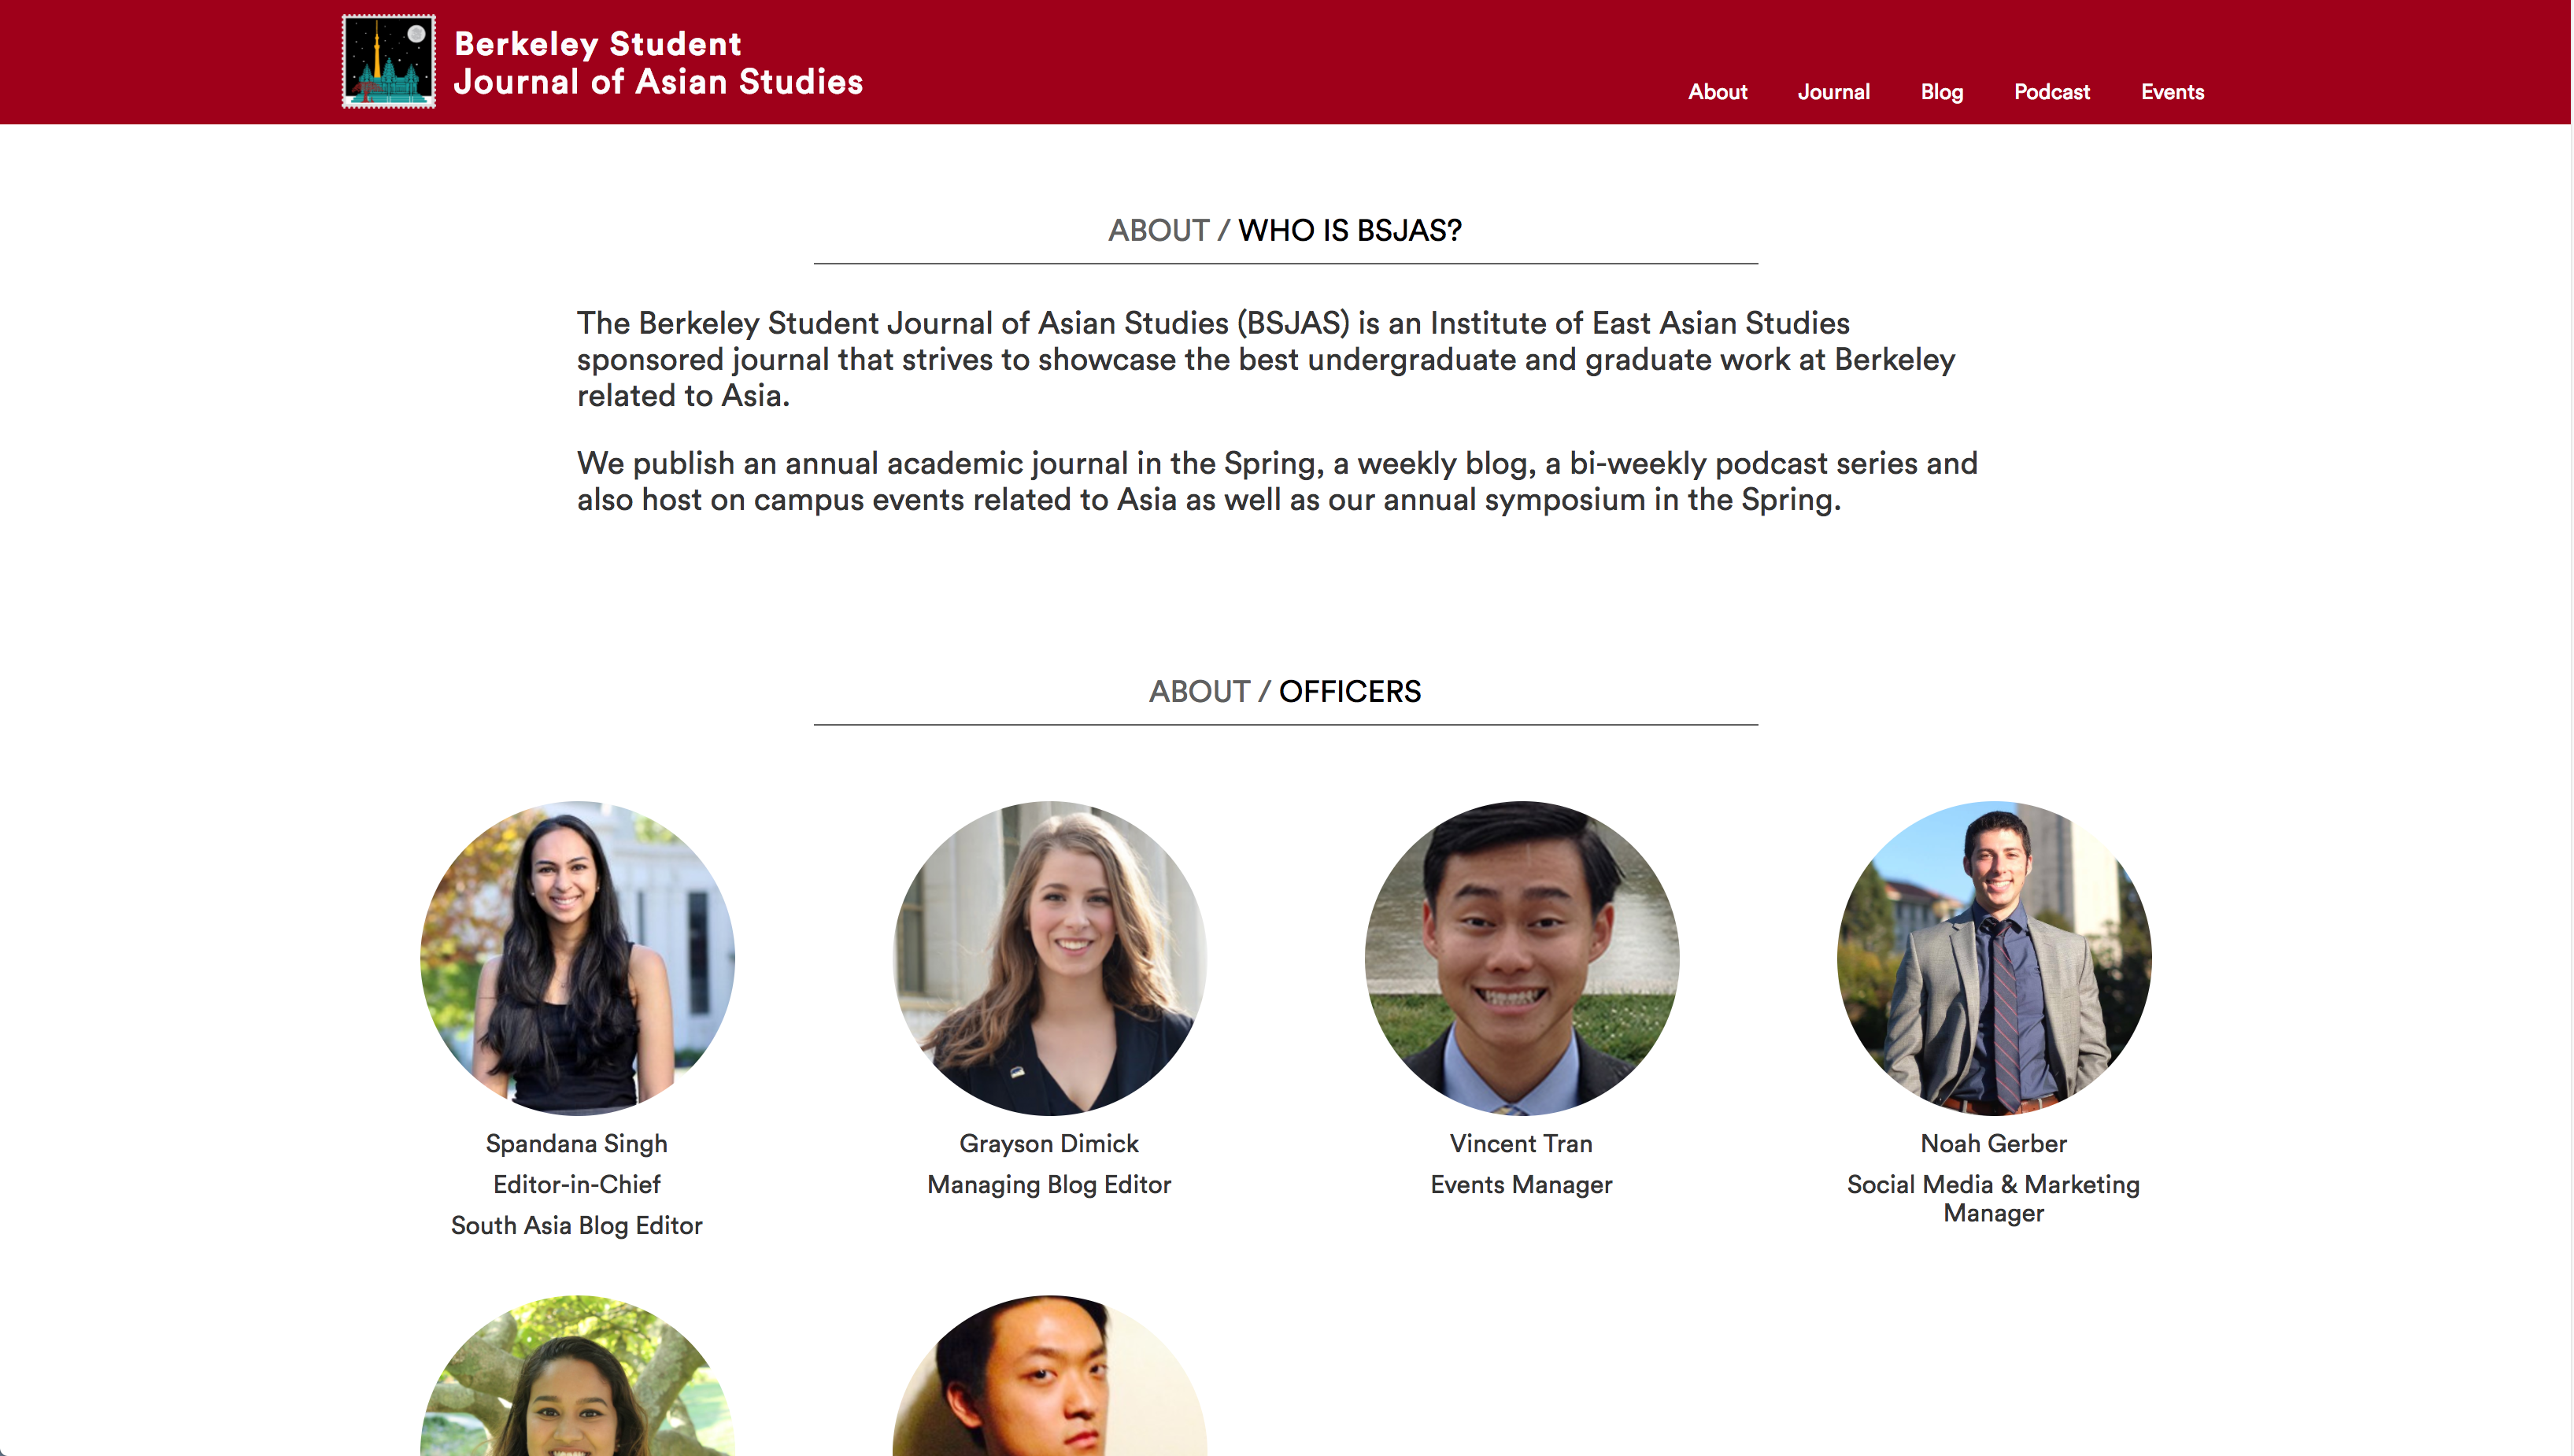 Berkeley Student
Journal of Asian Studies
About
Journal
Blog
Podcast
Events
ABOUT / WHO IS BSJAS?
The Berkeley Student Journal of Asian Studies (BSJAS) is an Institute of East Asian Studies
sponsored journal that strives to showcase the best undergraduate and graduate work at Berkeley
related to Asia.
We publish an annual academic journal in the Spring, a weekly blog, a bi-weekly podcast series and
also host on campus events related to Asia as well as our annual symposium in the Spring.
ABOUT / OFFICERS
Spandana Singh
Editor-in-Chief
South Asia Blog Editor
Grayson Dimick
Managing Blog Editor
Vincent Tran
Events Manager
Noah Gerber
Social Media & Marketing
Manager